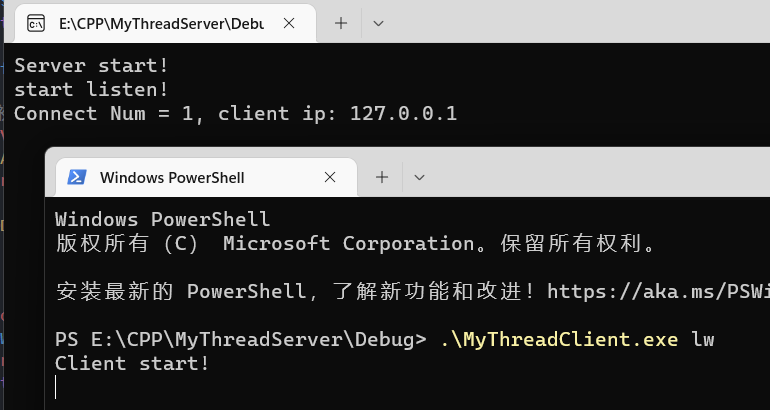 E:\CPP\MyThreadServer\Debu
Server start!
start listen!
Connect Num = 1, client ip: 127.0.0.1
Windows PowerShell
Windows PowerShell
版权所有 (C)  Microsoft Corporation。保留所有权利。
安装最新的 PowerShell，了解新功能和改进！https://aka.ms/PSWi
PS E:\CPP\MyThreadServer\Debug> .\MyThreadClient.exe lw
Client start!